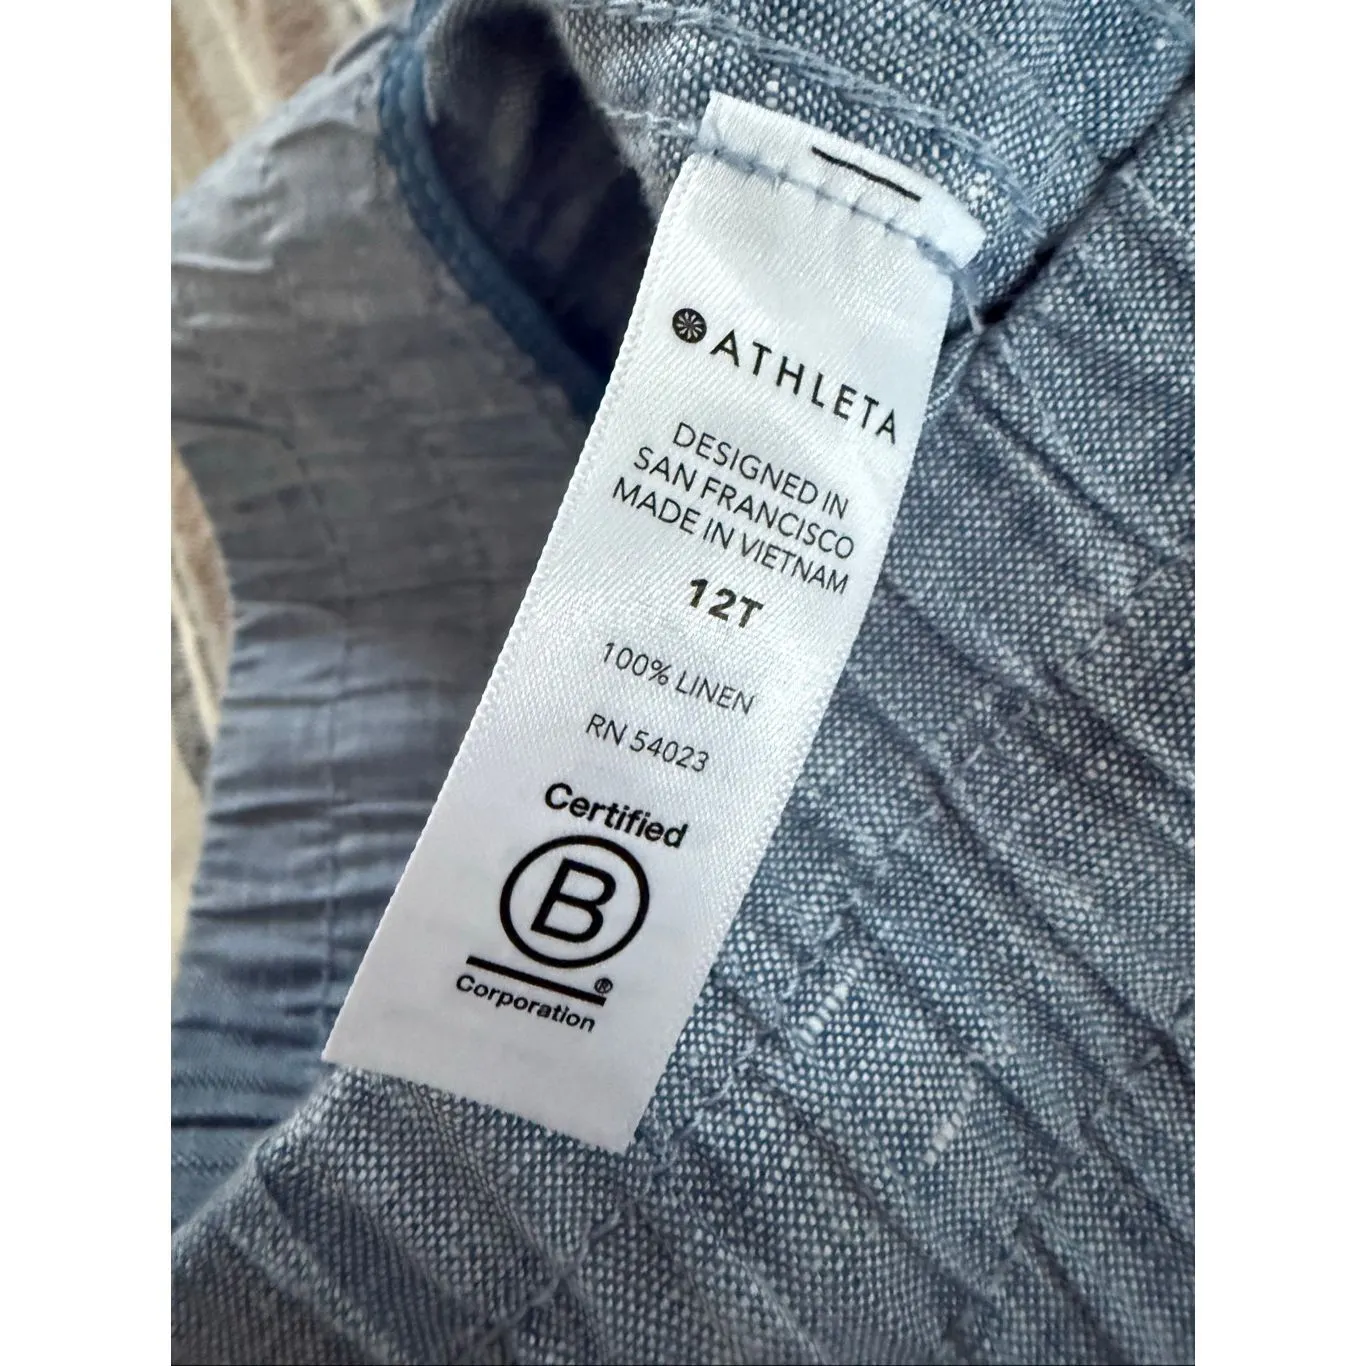 ATHLETA
DESIGNED IN
SAN FRANCISCO
MADE IN VIETNAM
12T
100% LINEN
RN 54023
Certified
B
®
Corporation